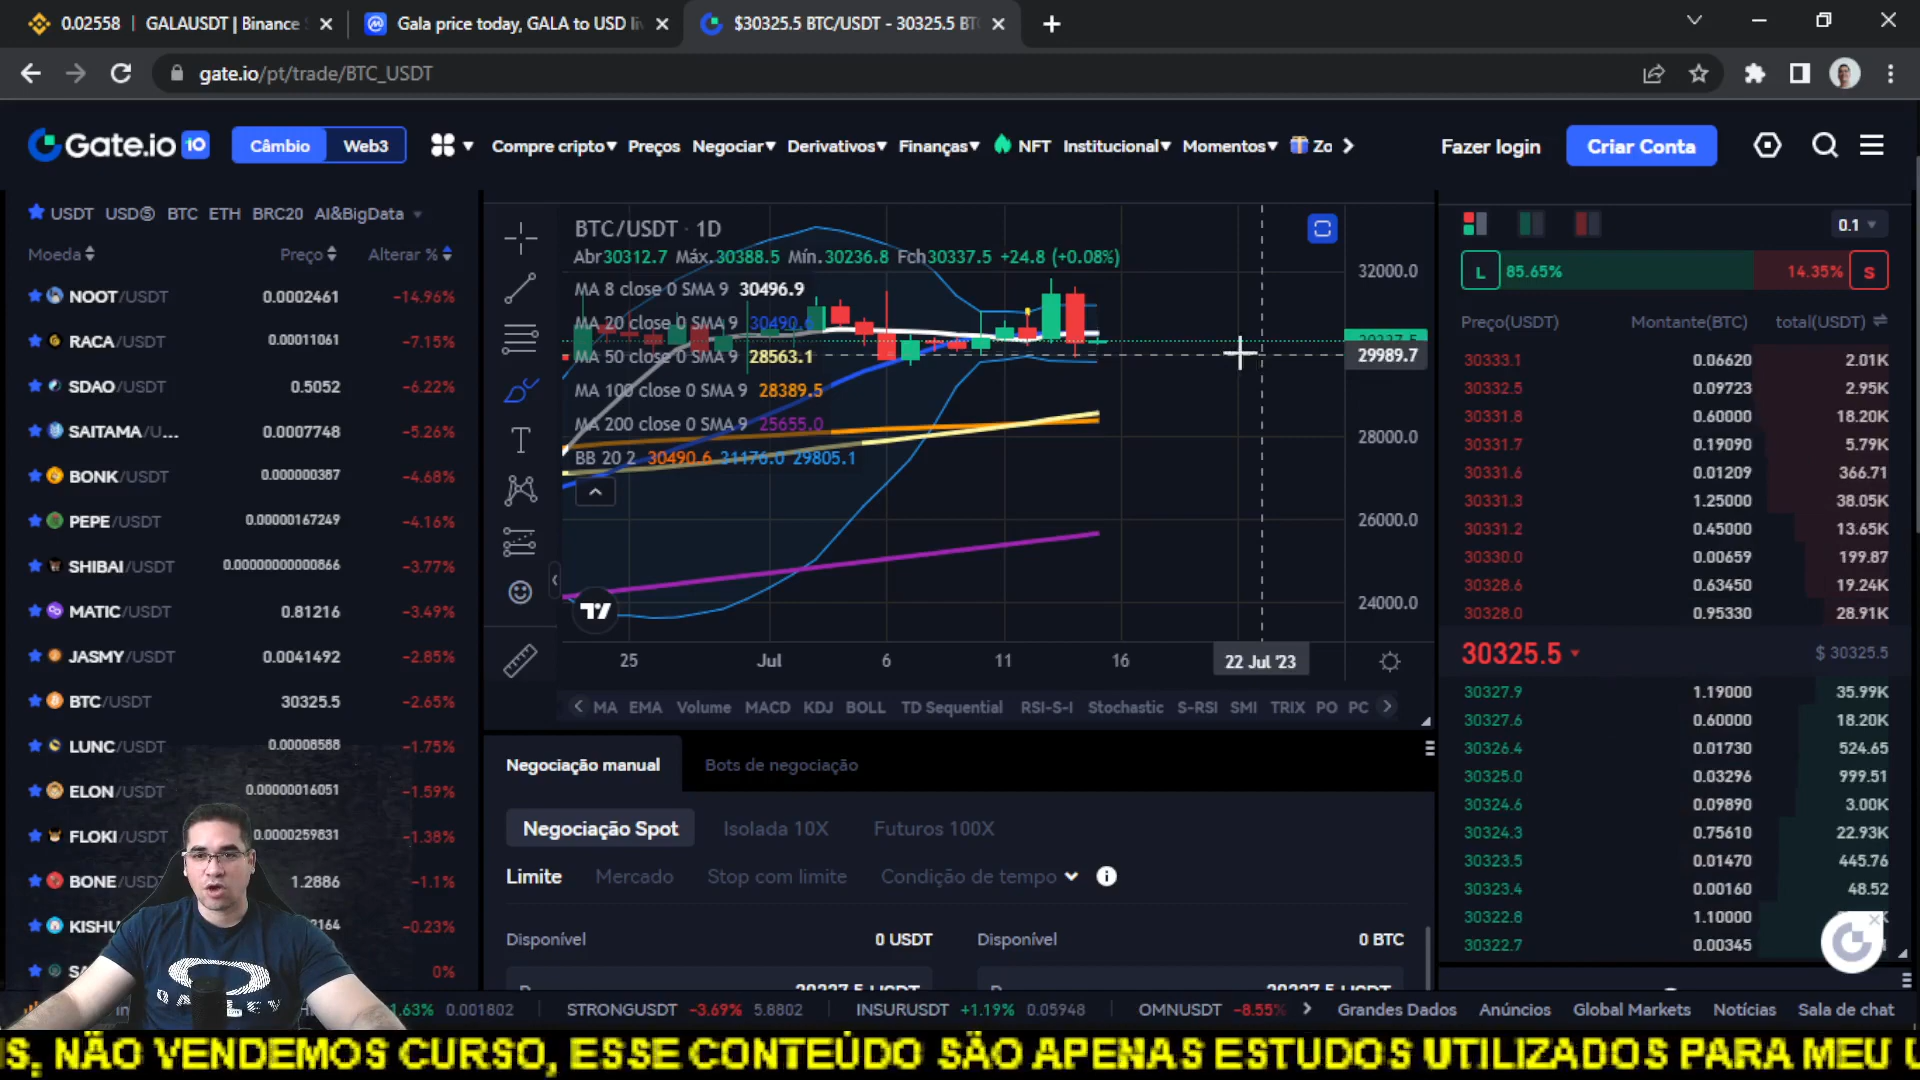 0.02558 | GALAUSDT | Binance
Gala price today, GALA to USD li
$30325.5 BTC/USDT - 30325.5 BT
gate.io/pt/trade/BTC_USDT
Gate.io 10
Câmbio Web3
Compre cripto Preços Negociar Derivativos Finanças NFT Institucional Momentos Zo
Fazer login Criar Conta
USDT USDⓈ BTC ETH BRC20 AI&BigData
Moeda Preço Alterar %
NOOT/USDT 0.0002461 -14.96%
RACA/USDT 0.00011061 -7.15%
SDAO/USDT 0.5052 -6.22%
SAITAMA/U... 0.0007748 -5.26%
BONK/USDT 0.000000387 -4.68%
PEPE/USDT 0.00000167249 -4.16%
SHIBAI/USDT 0.00000000000866 -3.77%
MATIC/USDT 0.81216 -3.49%
JASMY/USDT 0.0041492 -2.85%
BTC/USDT 30325.5 -2.65%
LUNC/USDT 0.00008588 -1.75%
ELON/USDT 0.00000016051 -1.59%
FLOKI/USDT 0.0000259831 -1.38%
BONE/USD 1.2886 -1.1%
KISHU 2164 -0.23%
0%
BTC/USDT · 1D
Abr30312.7 Máx.30388.5 Mín.30236.8 Fch30337.5 +24.8 (+0.08%)
MA 8 close 0 SMA 9 30496.9
MA 20 close 0 SMA 9 30490.6
MA 50 close 0 SMA 9 28563.1
MA 100 close 0 SMA 9 28389.5
MA 200 close 0 SMA 9 25655.0
BB 20 2 30490.6 31176.0 29805.1
32000.0
29989.7
28000.0
26000.0
24000.0
25 Jul 6 11 16 22 Jul '23
MA EMA Volume MACD KDJ BOLL TD Sequential RSI-S-I Stochastic S-RSI SMI TRIX PO PC
Negociação manual Bots de negociação
Negociação Spot Isolada 10X Futuros 100X
Limite Mercado Stop com limite Condição de tempo
Disponível 0 USDT Disponível 0 BTC
0.1
L 85.65% 14.35% S
Preço(USDT) Montante(BTC) total(USDT)
30333.1 0.06620 2.01K
30332.5 0.09723 2.95K
30331.8 0.60000 18.20K
30331.7 0.19090 5.79K
30331.6 0.01209 366.71
30331.3 1.25000 38.05K
30331.2 0.45000 13.65K
30330.0 0.00659 199.87
30328.6 0.63450 19.24K
30328.0 0.95330 28.91K
30325.5 $ 30325.5
30327.9 1.19000 35.99K
30327.6 0.60000 18.20K
30326.4 0.01730 524.65
30325.0 0.03296 999.51
30324.6 0.09890 3.00K
30324.3 0.75610 22.93K
30323.5 0.01470 445.76
30323.4 0.00160 48.52
30322.8 1.10000
30322.7 0.00345
OAKLEY
1.63% 0.001802 STRONGUSDT -3.69% 5.8802 INSURUSDT +1.19% 0.05948 OMNUSDT -8.55% Grandes Dados Anúncios Global Markets Notícias Sala de chat
IS, NÃO VENDEMOS CURSO, ESSE CONTEÚDO SÃO APENAS ESTUDOS UTILIZADOS PARA MEU U